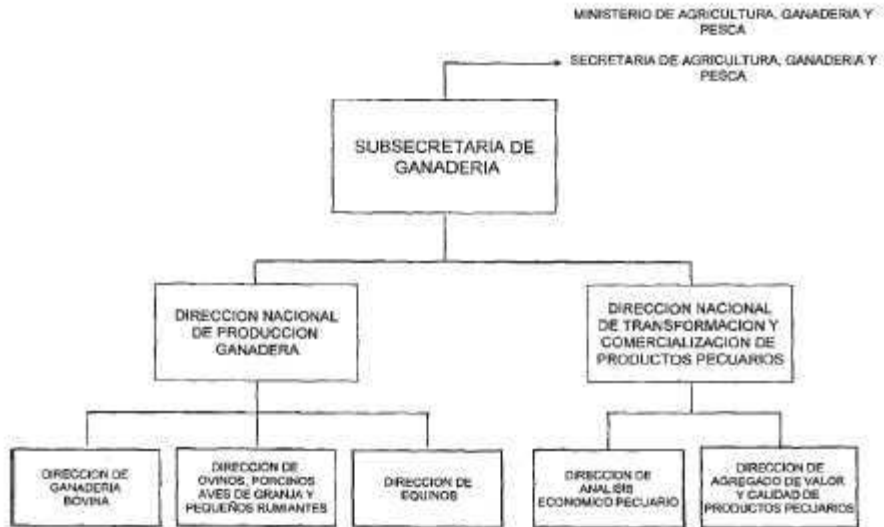 MINISTERIO DE AGRICULTURA, GANADERIA Y
PESCA
SECRETARIA DE AGRICULTURA, GANADERIA Y
PESCA
SUBSECRETARIA DE
GANADERIA
DIRECCION NACIONAL
DE PRODUCCION
GANADERA
DIRECCION NACIONAL
DE TRANSFORMACION Y
COMERCIALIZACION DE
PRODUCTOS PECUARIOS
DIRECCION DE
GANADERIA
BOVINA
DIRECCION DE
OVINOS, PORCINOS
AVES DE GRANJA Y
PEQUEÑOS RUMIANTES
DIRECCION DE
EQUINOS
DIRECCION DE
ANALISIS
ECONOMICO PECUARIO
DIRECCION DE
AGREGADO DE VALOR
Y CALIDAD DE
PRODUCTOS PECUARIOS